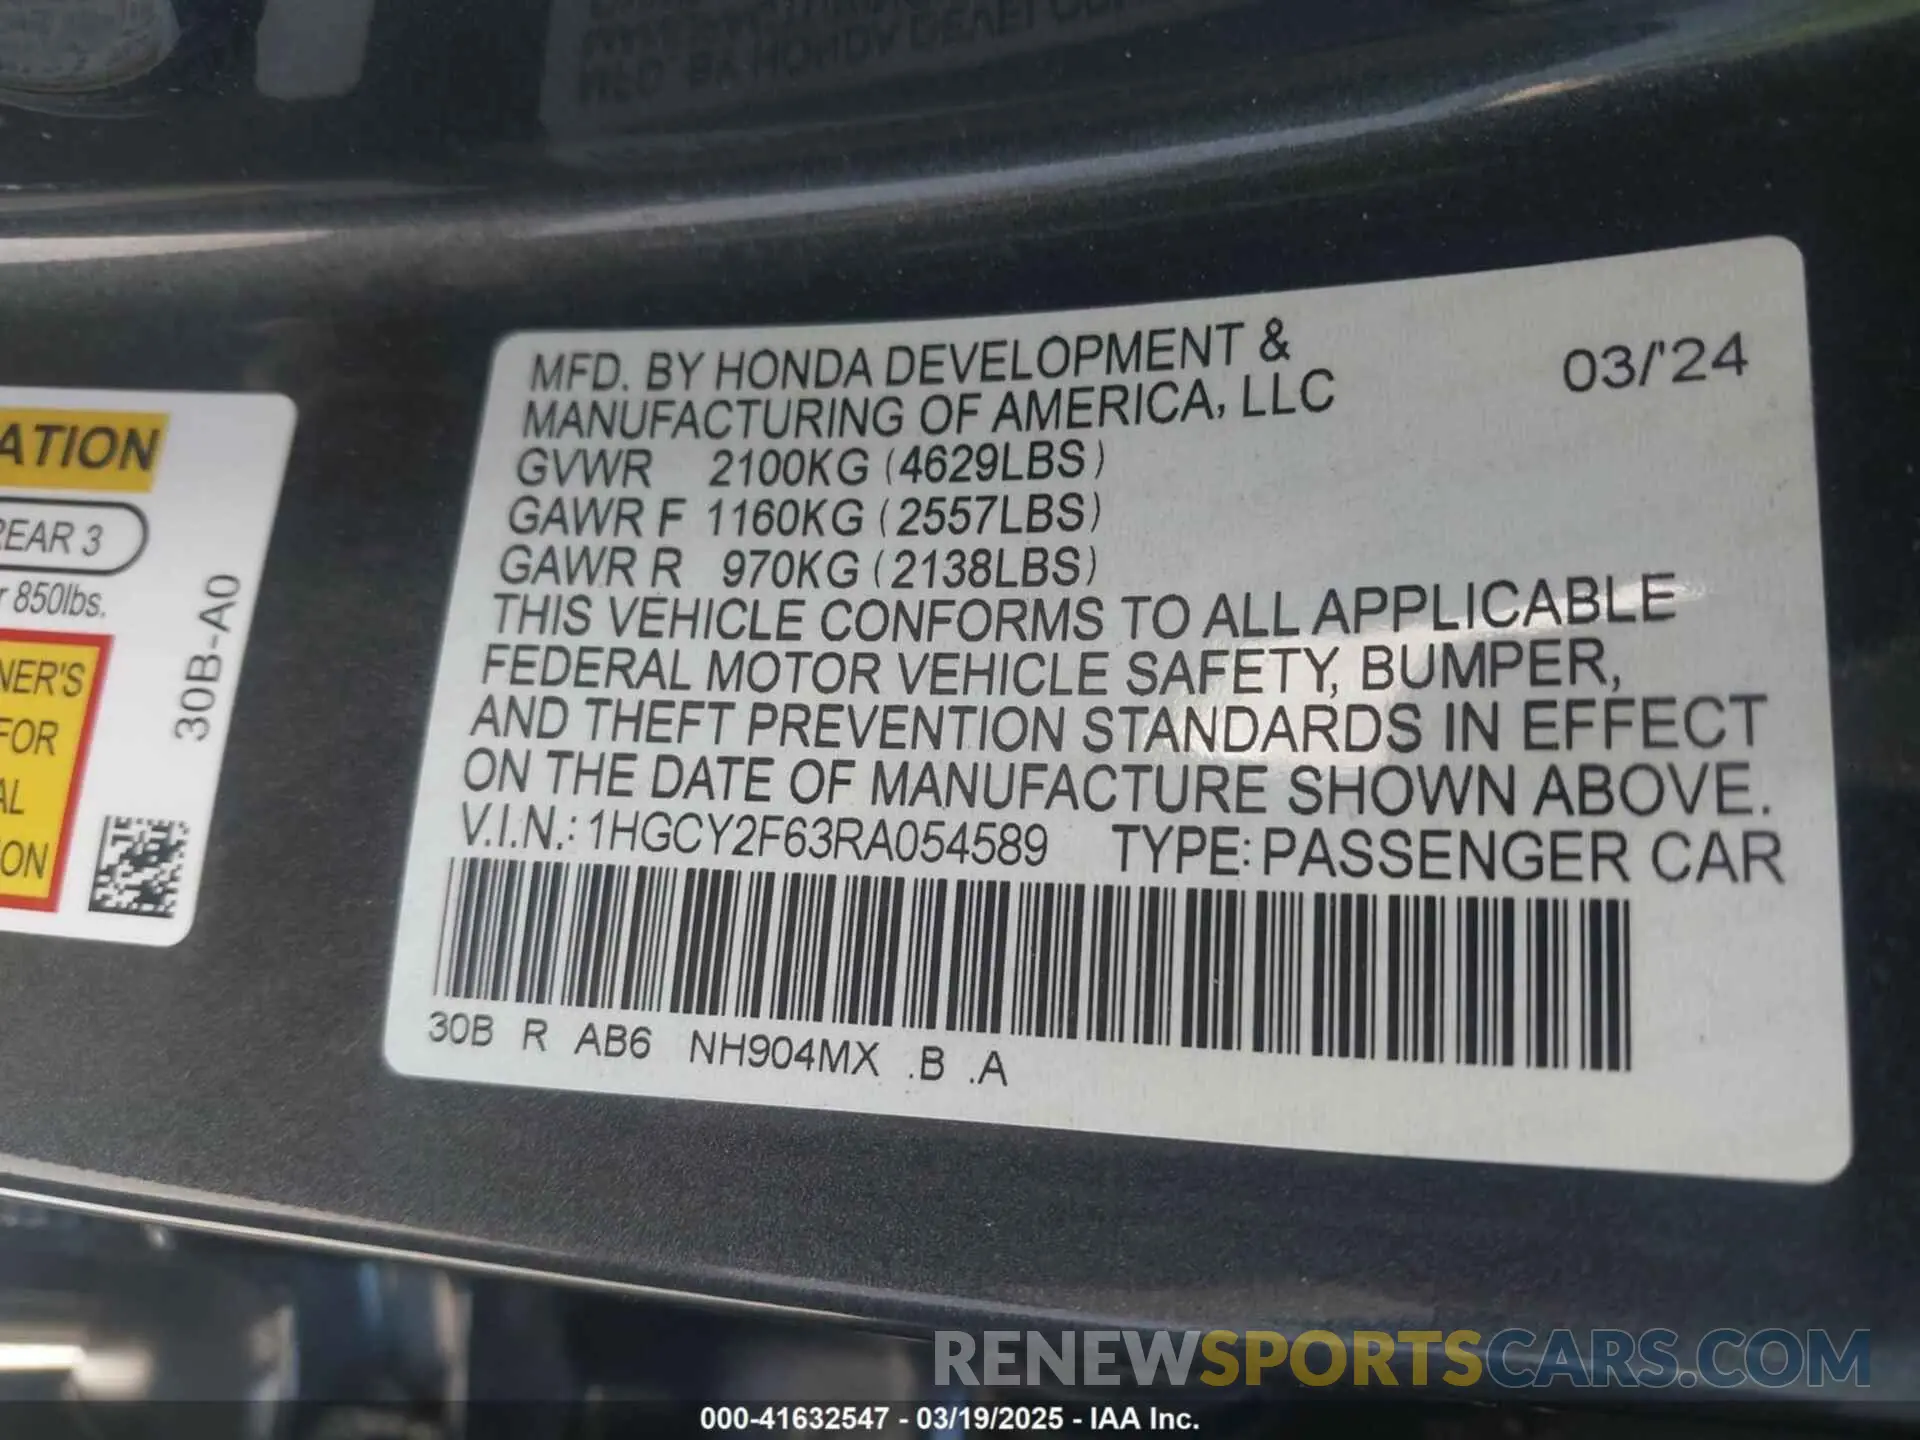 MFD. BY HONDA DEVELOPMENT & 03/'24
MANUFACTURING OF AMERICA, LLC
GVWR 2100KG (4629LBS)
GAWR F 1160KG (2557LBS)
GAWR R 970KG (2138LBS)
THIS VEHICLE CONFORMS TO ALL APPLICABLE
FEDERAL MOTOR VEHICLE SAFETY, BUMPER,
AND THEFT PREVENTION STANDARDS IN EFFECT
ON THE DATE OF MANUFACTURE SHOWN ABOVE.
V.I.N.: 1HGCY2F63RA054589 TYPE: PASSENGER CAR
30B R AB6 NH904MX .B .A
ATION
REAR 3
r 850lbs.
NER'S
FOR
AL
ION
30B-A0
RENEWSPORTSCARS.COM
000-41632547 - 03/19/2025 - IAA Inc.